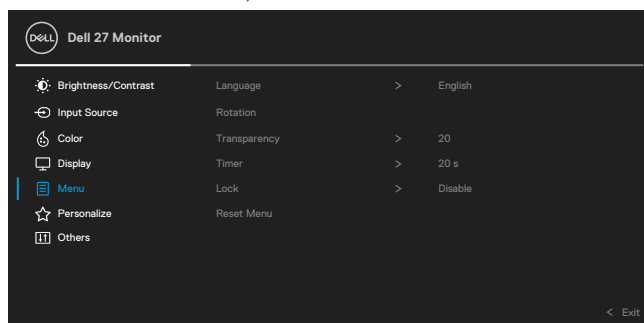 DELL Dell 27 Monitor
Brightness/Contrast Language > English
Input Source Rotation
Color Transparency > 20
Display Timer > 20 s
Menu Lock > Disable
Personalize Reset Menu
Others
< Exit